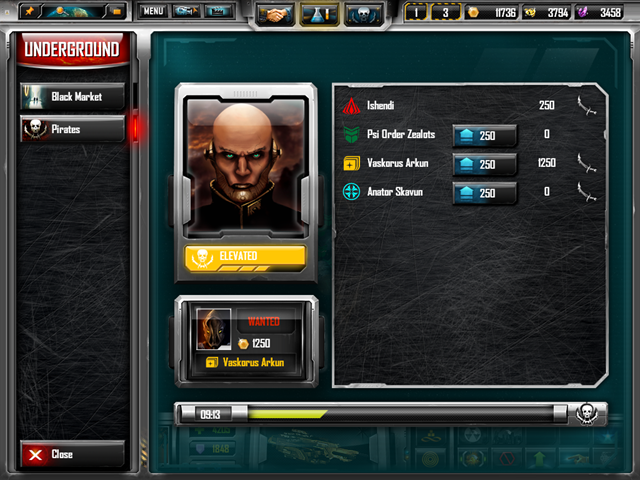 MENU 1 3 11736 3794 3458
UNDERGROUND
Black Market
Pirates
Ishendi 250
Psi Order Zealots 250 0
Vaskorus Arkun 250 1250
Anator Skavun 250 0
ELEVATED
WANTED
1250
Vaskorus Arkun
09:13
1848
Close